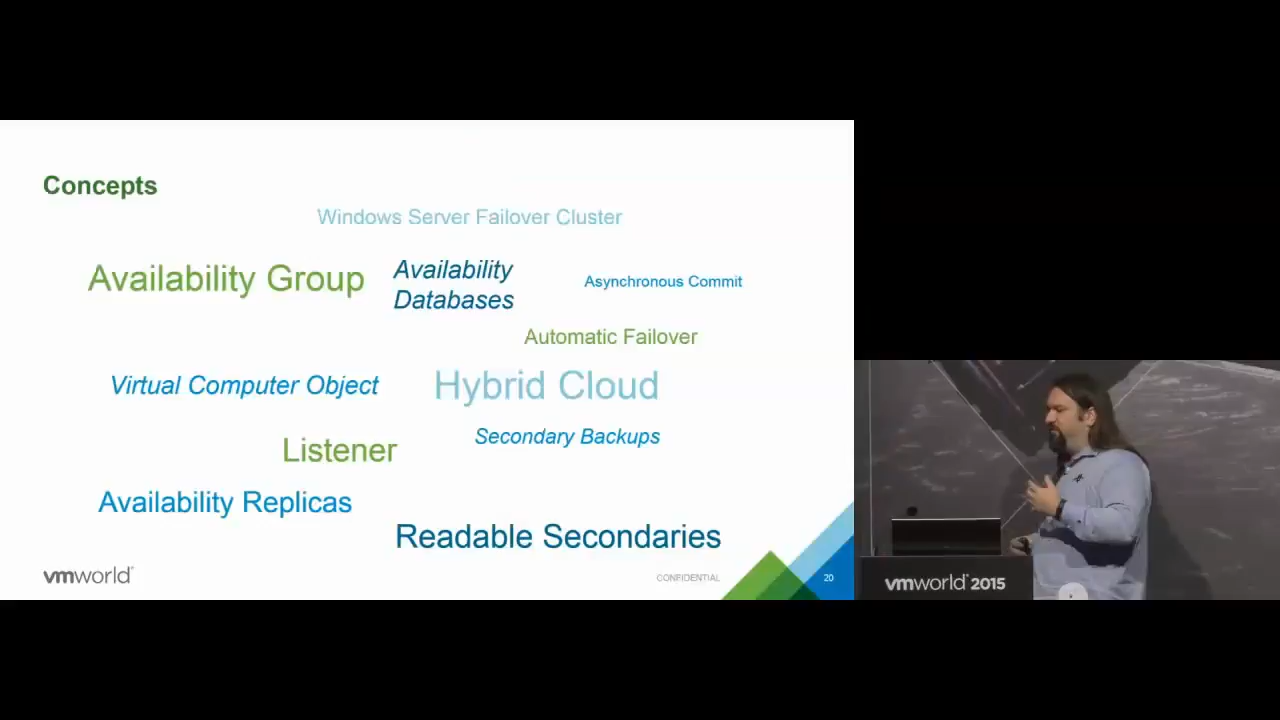 Concepts
Windows Server Failover Cluster
Availability Group
Availability
Databases
Asynchronous Commit
Automatic Failover
Virtual Computer Object
Hybrid Cloud
Secondary Backups
Listener
Availability Replicas
Readable Secondaries
vmworld
CONFIDENTIAL
20
vmworld 2015